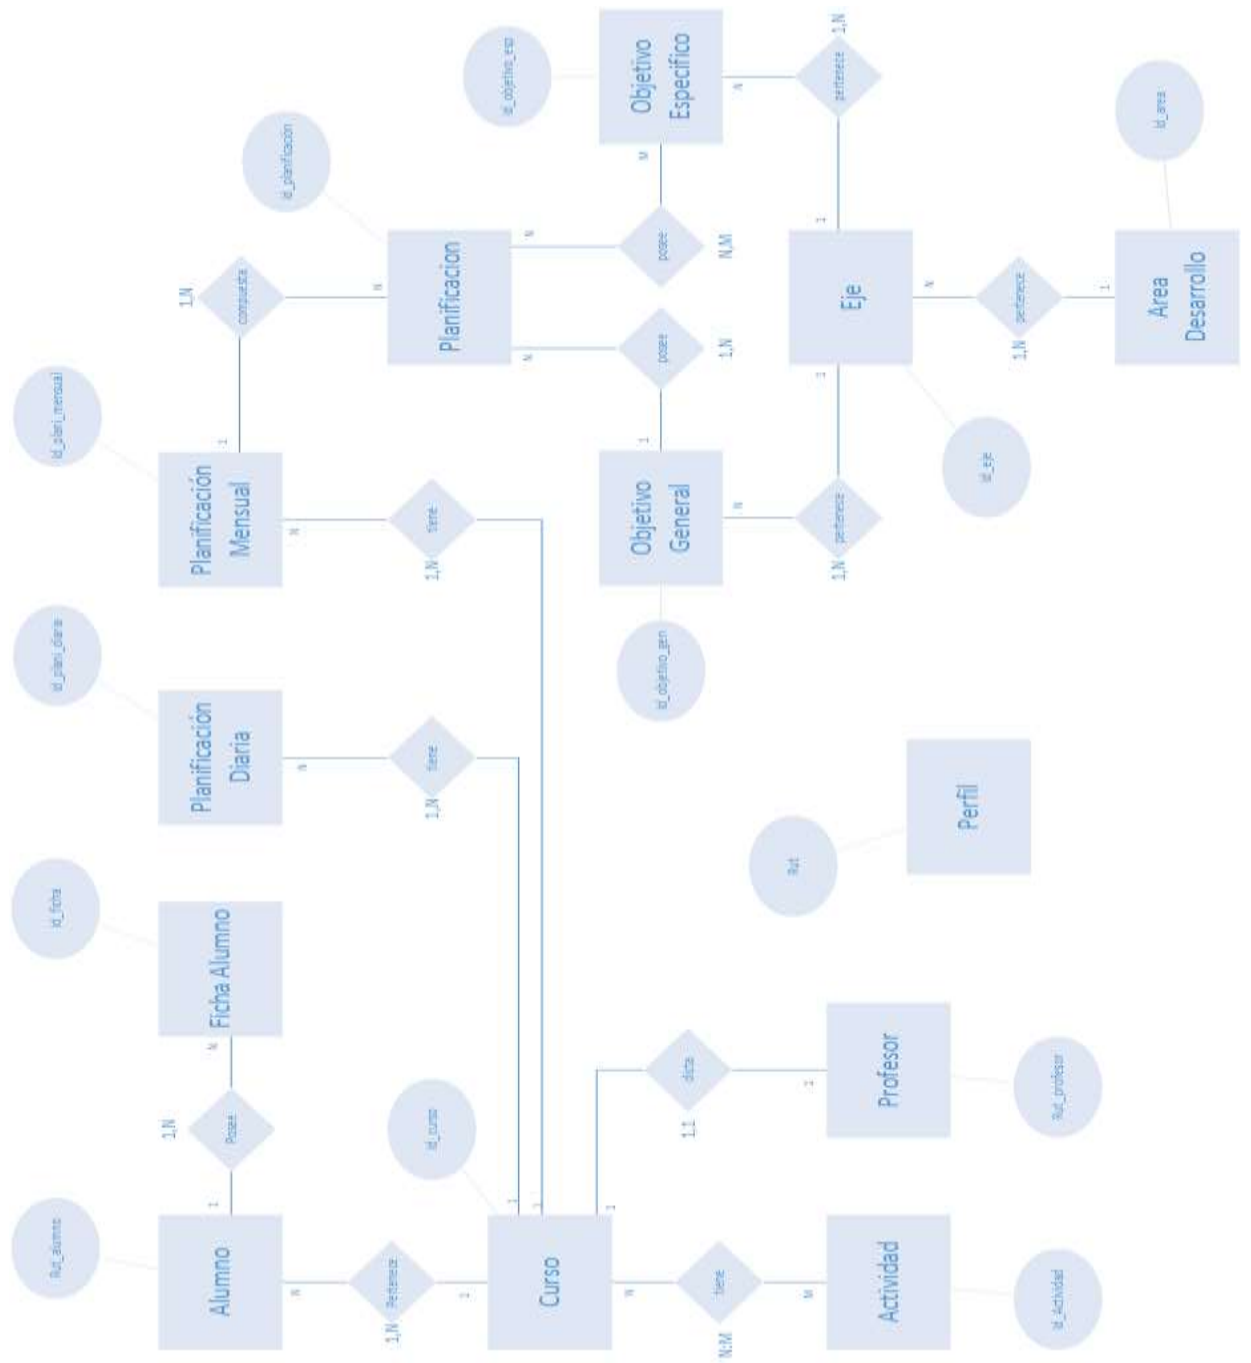 Rut_alumno
id_ficha
id_plani_diaria
id_plani_mensual
1,N
1,N
Alumno
1
Posee
N
Ficha Alumno
Planificación
Diaria
Planificación
Mensual
1
compuesta
N
N
N
id_planificación
N
1,N
Pertenece
id_curso
1,N
tiene
1,N
tiene
Planificacion
1
1
1
1
N
N
id_objetivo_esp
Curso
N
id_objetivo_gen
Objetivo
General
1
posee
1,N
posee
N,M
M
Objetivo
Especifico
N:M
tiene
1.1
dicta
N
N
M
1
Rut
1,N
pertenece
1
1
pertenece
1,N
Actividad
Profesor
Perfil
Eje
N
id_eje
1,N
pertenece
Id_Actividad
Rut_profesor
1
Area
Desarrollo
id_area